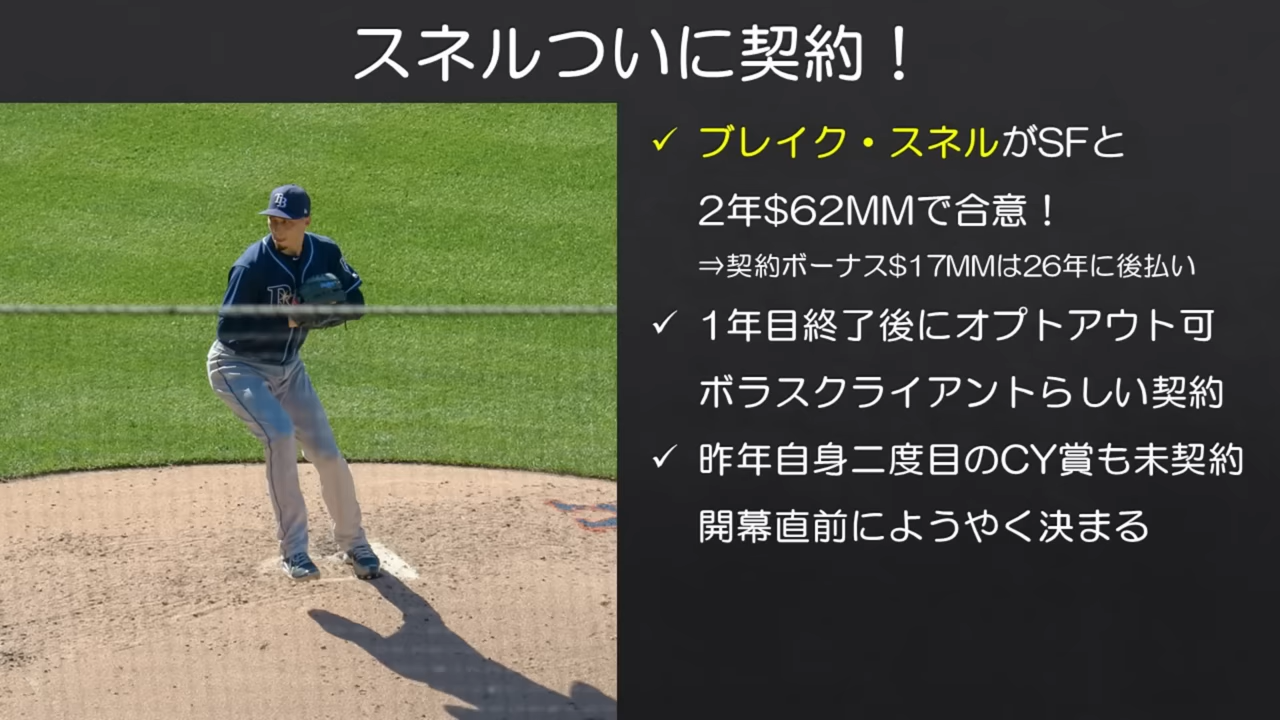 スネルついに契約！
✓ ブレイク・スネルがSFと
2年$62MMで合意！
⇒契約ボーナス$17MMは26年に後払い
✓ 1年目終了後にオプトアウト可
ボラスクライアントらしい契約
✓ 昨年自身二度目のCY賞も未契約
開幕直前にようやく決まる
TB